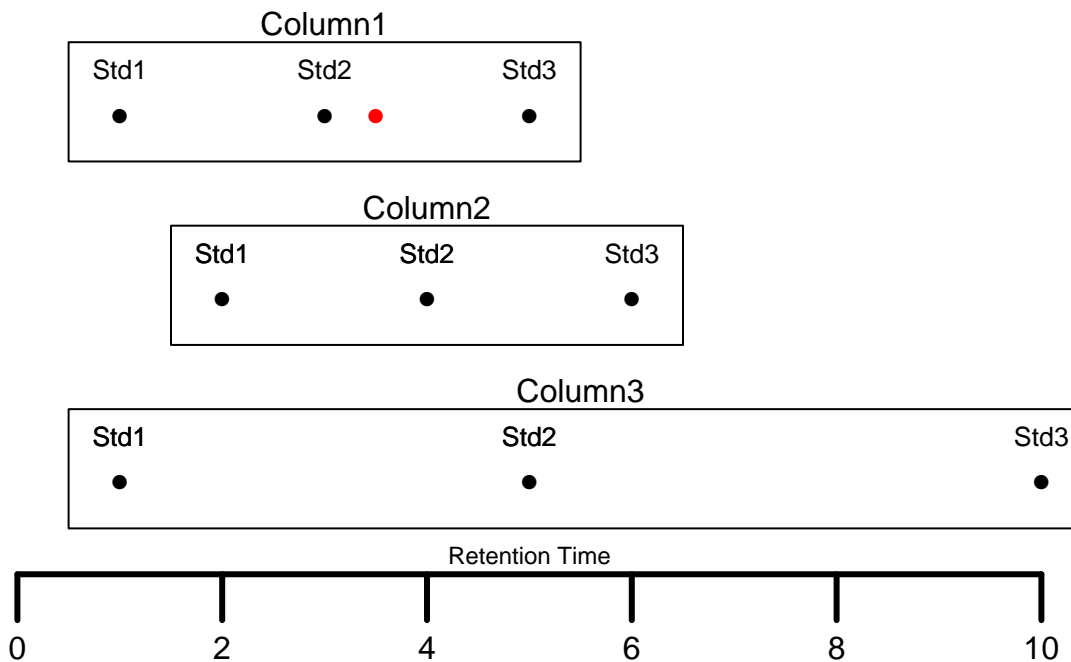 Column1
Std1 Std2 Std3
Column2
Std1 Std2 Std3
Column3
Std1 Std2 Std3
Retention Time
0 2 4 6 8 10